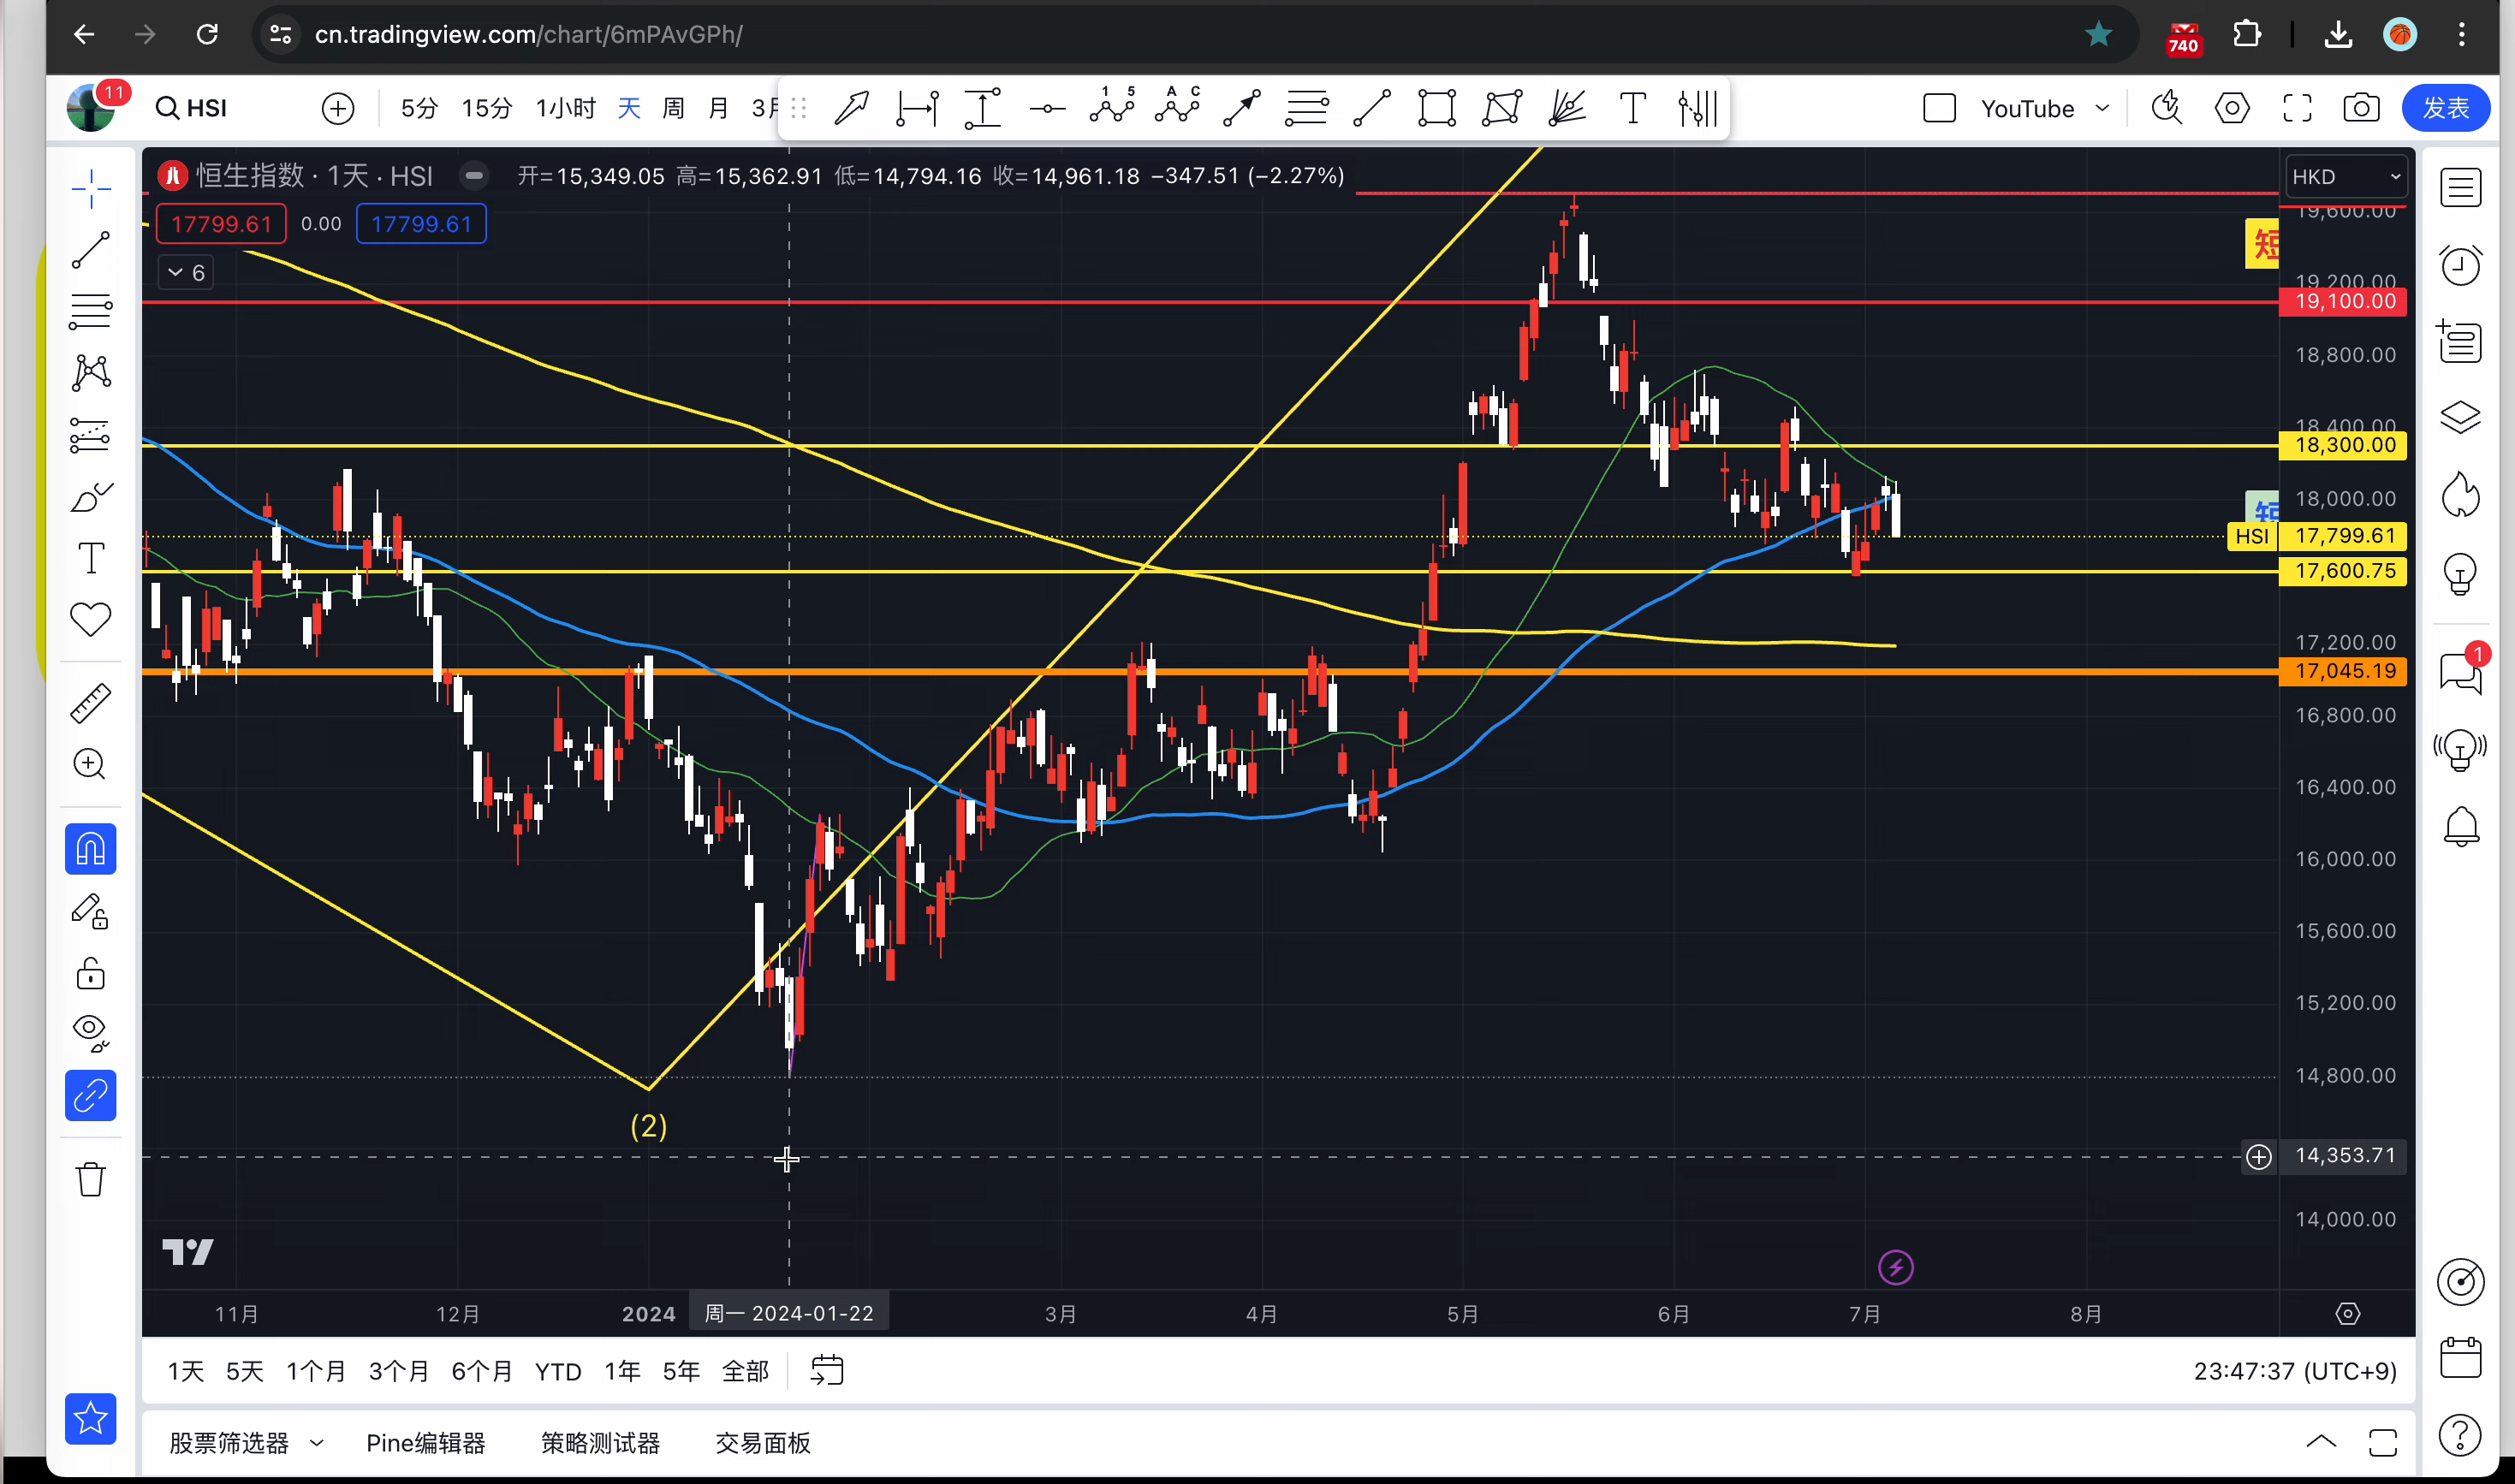 cn.tradingview.com/chart/6mPAvGPh/
740
11
HSI
5分 15分 1小时 天 周 月 3月
1 5
A C
T
YouTube
发表
恒生指数 · 1天 · HSI
开=15,349.05 高=15,362.91 低=14,794.16 收=14,961.18 −347.51 (−2.27%)
HKD
17799.61 0.00 17799.61
6
19,600.00
短
19,200.00
19,100.00
18,800.00
18,400.00
18,300.00
18,000.00
短
HSI 17,799.61
17,600.75
17,200.00
17,045.19
1
16,800.00
16,400.00
16,000.00
15,600.00
15,200.00
14,800.00
(2)
14,353.71
14,000.00
11月 12月 2024 周一 2024-01-22 3月 4月 5月 6月 7月 8月
1天 5天 1个月 3个月 6个月 YTD 1年 5年 全部
23:47:37 (UTC+9)
股票筛选器 Pine编辑器 策略测试器 交易面板